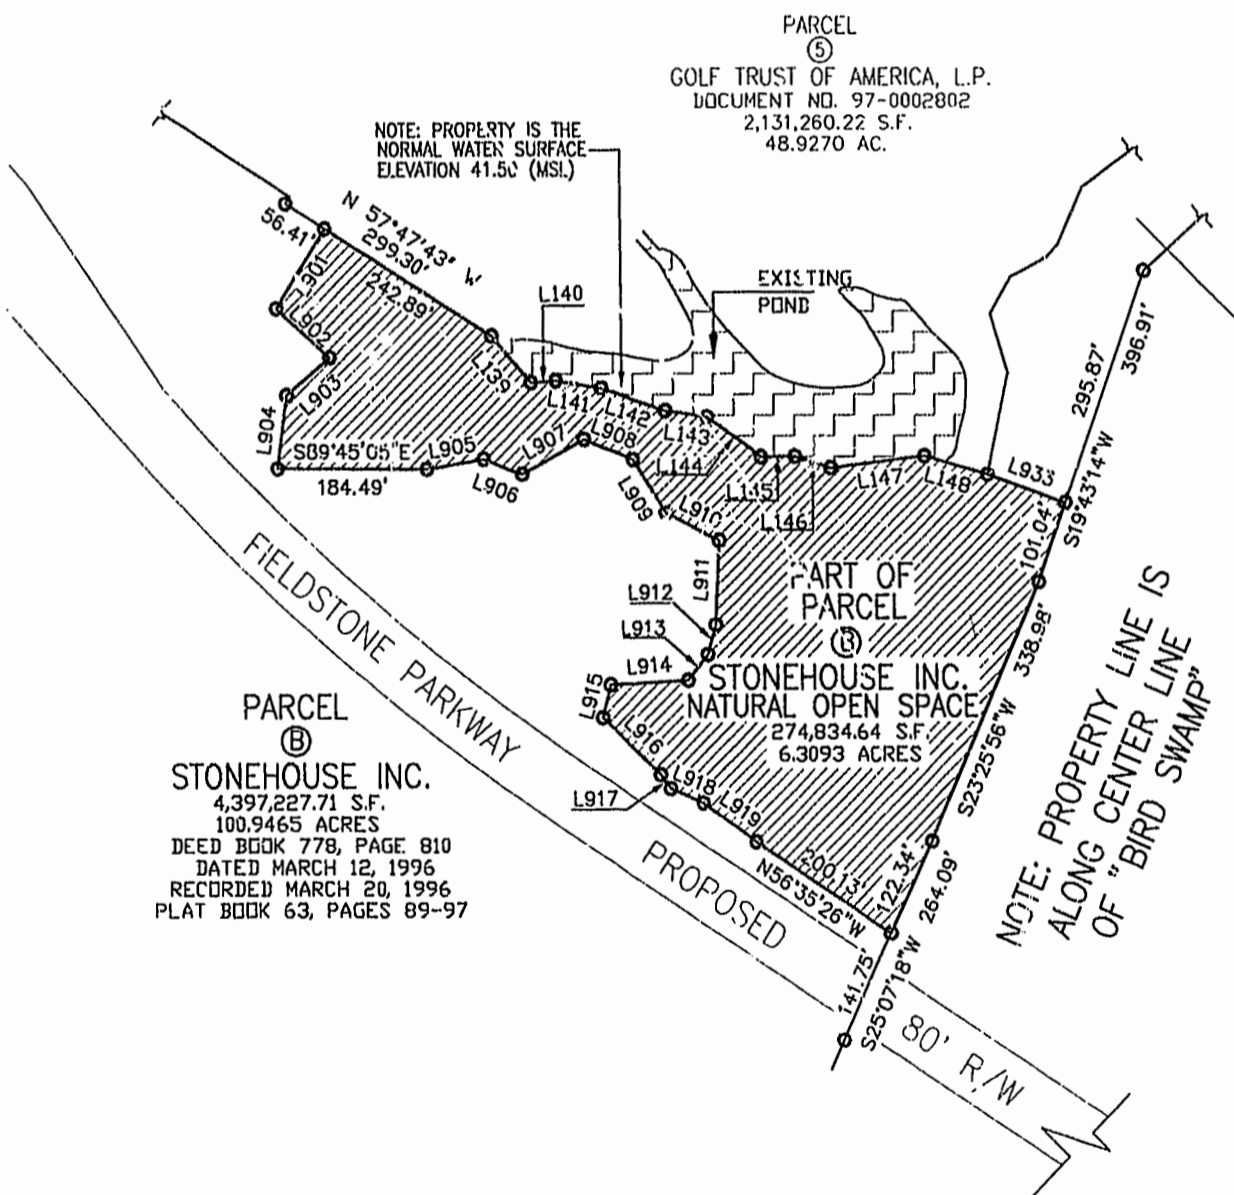 PARCEL
5
GOLF TRUST OF AMERICA, L.P.
DOCUMENT NO. 97-0002802
2,131,260.22 S.F.
48.9270 AC.
NOTE: PROPERTY IS THE
NORMAL WATER SURFACE
ELEVATION 41.50 (MSL)
N 57°47'43" W
299.30'
56.41'
242.89'
EXISTING
POND
L901
L902
L903
L904
S89°45'05"E
184.49'
L905
L906
L907
L908
L909
L910
L911
L912
L913
L914
L915
L916
L917
L918
L919
L139
L140
L141
L142
L143
L144
L145
L146
L147
L148
L933
396.91'
295.87'
S19°43'14"W
101.04'
338.98'
S23°25'56"W
122.34'
264.09'
200.13'
N56°35'26"W
141.75'
S25°07'18"W
PART OF
PARCEL
B
STONEHOUSE INC.
NATURAL OPEN SPACE
274,834.64 S.F.
6.3093 ACRES
NOTE: PROPERTY LINE IS
ALONG CENTER LINE
OF "BIRD SWAMP"
FIELDSTONE PARKWAY
PROPOSED
80' R/W
PARCEL
B
STONEHOUSE INC.
4,397,227.71 S.F.
100.9465 ACRES
DEED BOOK 778, PAGE 810
DATED MARCH 12, 1996
RECORDED MARCH 20, 1996
PLAT BOOK 63, PAGES 89-97